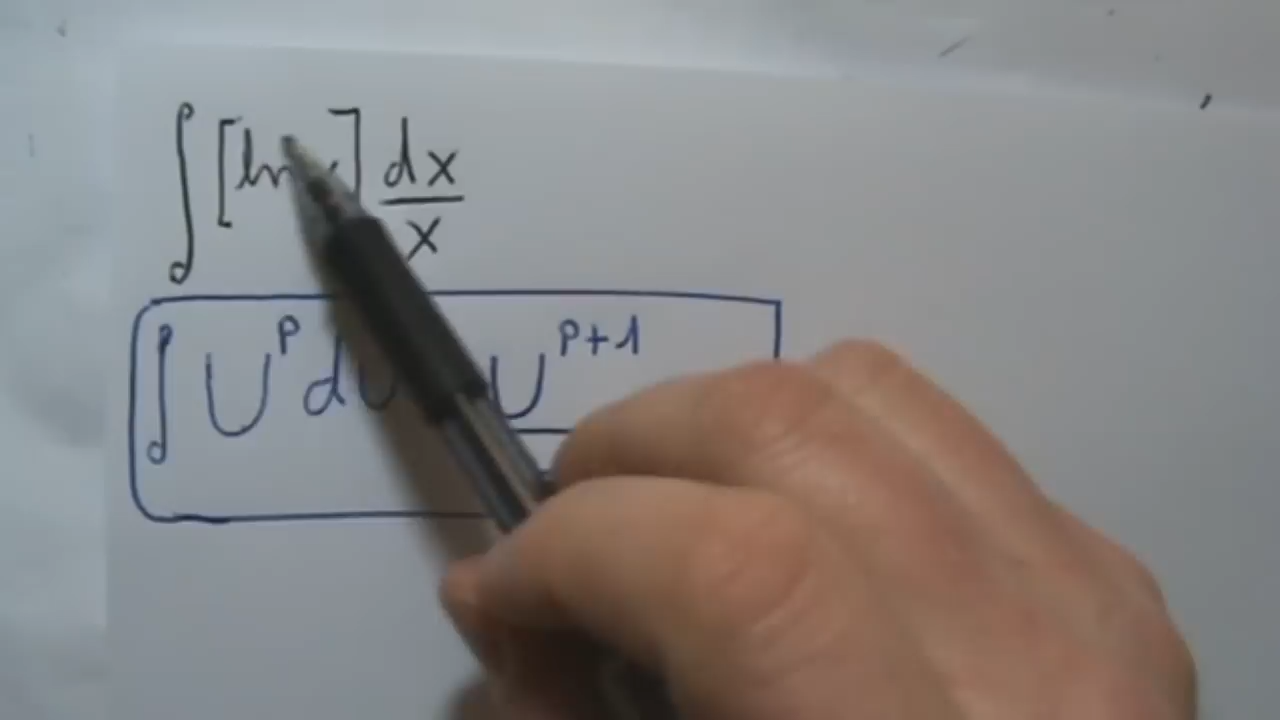 ∫ [ln x] dx/x
∫ U^p dU U^{p+1}